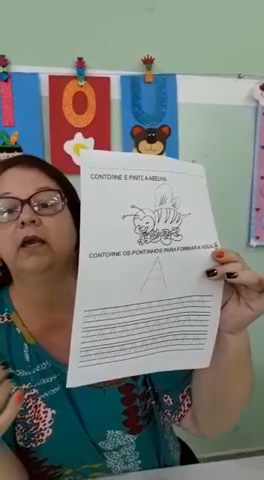 I O U
CONTORNE E PINTE A ABELHA.
CONTORNE OS PONTINHOS PARA FORMAR A VOGAL
A